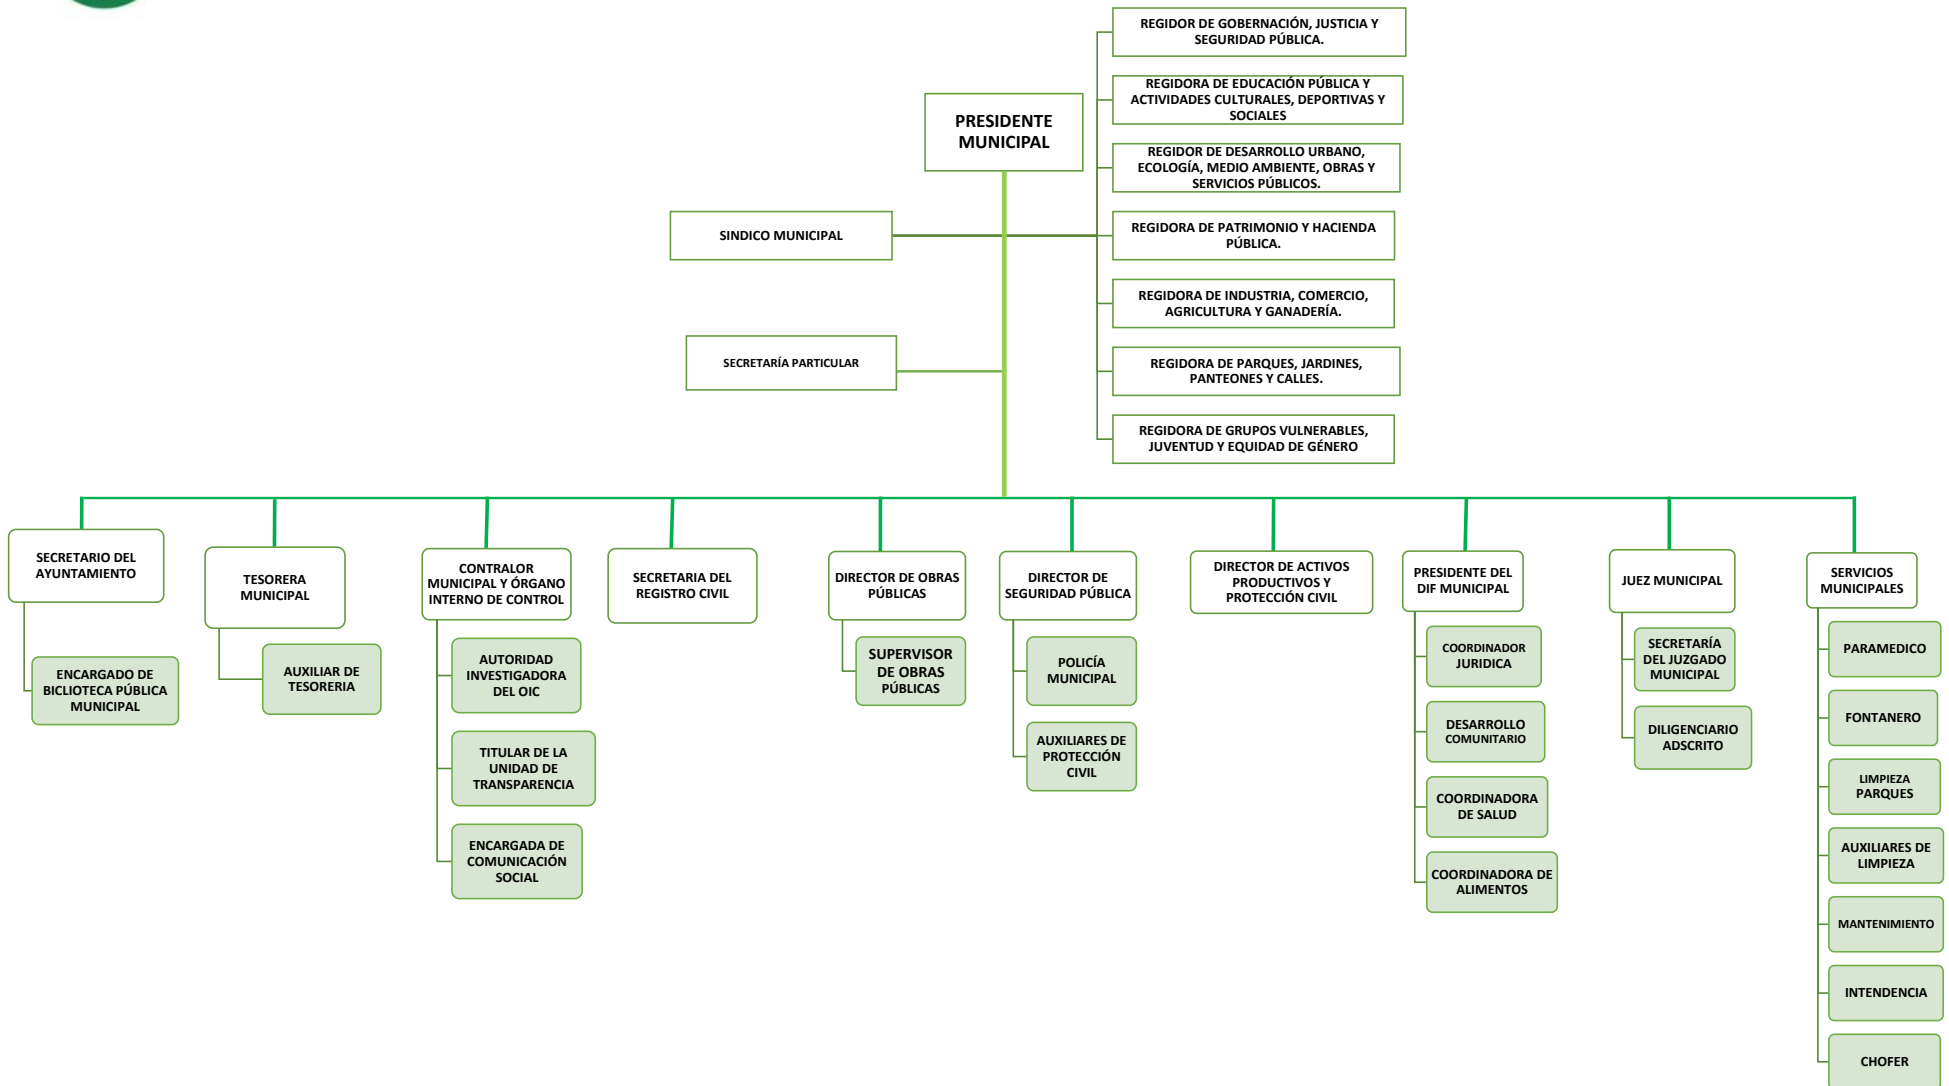 REGIDOR DE GOBERNACIÓN, JUSTICIA Y
SEGURIDAD PÚBLICA.
REGIDORA DE EDUCACIÓN PÚBLICA Y
ACTIVIDADES CULTURALES, DEPORTIVAS Y
SOCIALES
PRESIDENTE
MUNICIPAL
REGIDOR DE DESARROLLO URBANO,
ECOLOGÍA, MEDIO AMBIENTE, OBRAS Y
SERVICIOS PÚBLICOS.
SINDICO MUNICIPAL
REGIDORA DE PATRIMONIO Y HACIENDA
PÚBLICA.
REGIDORA DE INDUSTRIA, COMERCIO,
AGRICULTURA Y GANADERÍA.
SECRETARÍA PARTICULAR
REGIDORA DE PARQUES, JARDINES,
PANTEONES Y CALLES.
REGIDORA DE GRUPOS VULNERABLES,
JUVENTUD Y EQUIDAD DE GÉNERO
SECRETARIO DEL
AYUNTAMIENTO
ENCARGADO DE
BICLIOTECA PÚBLICA
MUNICIPAL
TESORERA
MUNICIPAL
AUXILIAR DE
TESORERIA
CONTRALOR
MUNICIPAL Y ÓRGANO
INTERNO DE CONTROL
AUTORIDAD
INVESTIGADORA
DEL OIC
TITULAR DE LA
UNIDAD DE
TRANSPARENCIA
ENCARGADA DE
COMUNICACIÓN
SOCIAL
SECRETARIA DEL
REGISTRO CIVIL
DIRECTOR DE OBRAS
PÚBLICAS
SUPERVISOR
DE OBRAS
PÚBLICAS
DIRECTOR DE
SEGURIDAD PÚBLICA
POLICÍA
MUNICIPAL
AUXILIARES DE
PROTECCIÓN
CIVIL
DIRECTOR DE ACTIVOS
PRODUCTIVOS Y
PROTECCIÓN CIVIL
PRESIDENTE DEL
DIF MUNICIPAL
COORDINADOR
JURIDICA
DESARROLLO
COMUNITARIO
COORDINADORA
DE SALUD
COORDINADORA DE
ALIMENTOS
JUEZ MUNICIPAL
SECRETARÍA
DEL JUZGADO
MUNICIPAL
DILIGENCIARIO
ADSCRITO
SERVICIOS
MUNICIPALES
PARAMEDICO
FONTANERO
LIMPIEZA
PARQUES
AUXILIARES DE
LIMPIEZA
MANTENIMIENTO
INTENDENCIA
CHOFER